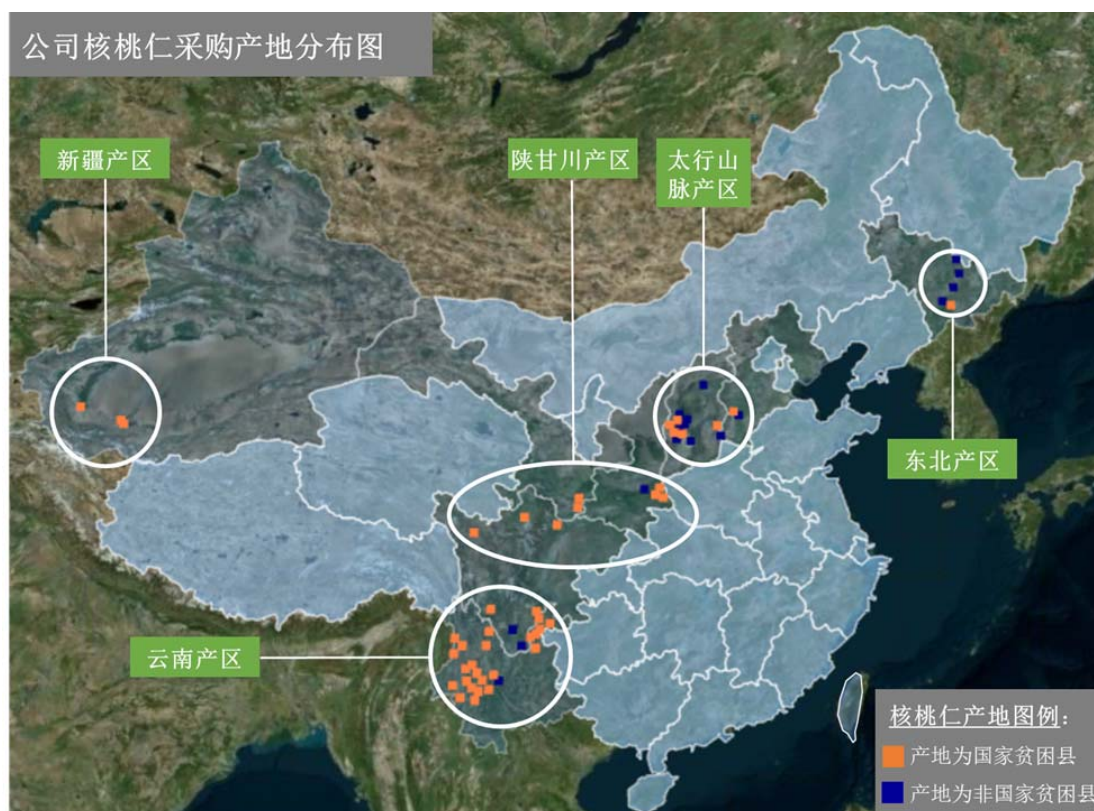 公司核桃仁采购产地分布图
新疆产区
陕甘川产区
太行山
脉产区
东北产区
云南产区
核桃仁产地图例:
产地为国家贫困县
产地为非国家贫困县